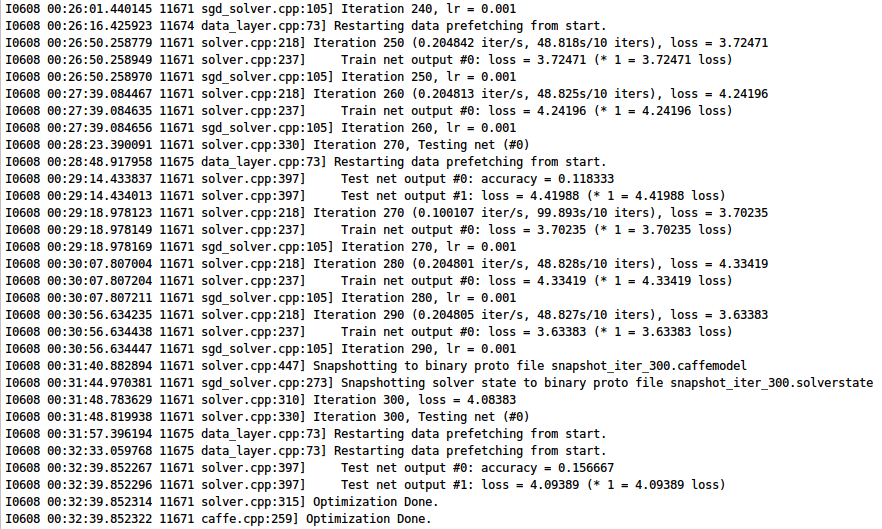 I0608 00:26:01.440145 11671 sgd_solver.cpp:105] Iteration 240, lr = 0.001
I0608 00:26:16.425923 11674 data_layer.cpp:73] Restarting data prefetching from start.
I0608 00:26:50.258779 11671 solver.cpp:218] Iteration 250 (0.204842 iter/s, 48.818s/10 iters), loss = 3.72471
I0608 00:26:50.258949 11671 solver.cpp:237]     Train net output #0: loss = 3.72471 (* 1 = 3.72471 loss)
I0608 00:26:50.258970 11671 sgd_solver.cpp:105] Iteration 250, lr = 0.001
I0608 00:27:39.084467 11671 solver.cpp:218] Iteration 260 (0.204813 iter/s, 48.825s/10 iters), loss = 4.24196
I0608 00:27:39.084635 11671 solver.cpp:237]     Train net output #0: loss = 4.24196 (* 1 = 4.24196 loss)
I0608 00:27:39.084656 11671 sgd_solver.cpp:105] Iteration 260, lr = 0.001
I0608 00:28:23.390091 11671 solver.cpp:330] Iteration 270, Testing net (#0)
I0608 00:28:48.917958 11675 data_layer.cpp:73] Restarting data prefetching from start.
I0608 00:29:14.433837 11671 solver.cpp:397]     Test net output #0: accuracy = 0.118333
I0608 00:29:14.434013 11671 solver.cpp:397]     Test net output #1: loss = 4.41988 (* 1 = 4.41988 loss)
I0608 00:29:18.978123 11671 solver.cpp:218] Iteration 270 (0.100107 iter/s, 99.893s/10 iters), loss = 3.70235
I0608 00:29:18.978149 11671 solver.cpp:237]     Train net output #0: loss = 3.70235 (* 1 = 3.70235 loss)
I0608 00:29:18.978169 11671 sgd_solver.cpp:105] Iteration 270, lr = 0.001
I0608 00:30:07.807004 11671 solver.cpp:218] Iteration 280 (0.204801 iter/s, 48.828s/10 iters), loss = 4.33419
I0608 00:30:07.807204 11671 solver.cpp:237]     Train net output #0: loss = 4.33419 (* 1 = 4.33419 loss)
I0608 00:30:07.807211 11671 sgd_solver.cpp:105] Iteration 280, lr = 0.001
I0608 00:30:56.634235 11671 solver.cpp:218] Iteration 290 (0.204805 iter/s, 48.827s/10 iters), loss = 3.63383
I0608 00:30:56.634438 11671 solver.cpp:237]     Train net output #0: loss = 3.63383 (* 1 = 3.63383 loss)
I0608 00:30:56.634447 11671 sgd_solver.cpp:105] Iteration 290, lr = 0.001
I0608 00:31:40.882894 11671 solver.cpp:447] Snapshotting to binary proto file snapshot_iter_300.caffemodel
I0608 00:31:44.970381 11671 sgd_solver.cpp:273] Snapshotting solver state to binary proto file snapshot_iter_300.solverstate
I0608 00:31:48.783629 11671 solver.cpp:310] Iteration 300, loss = 4.08383
I0608 00:31:48.819938 11671 solver.cpp:330] Iteration 300, Testing net (#0)
I0608 00:31:57.396194 11675 data_layer.cpp:73] Restarting data prefetching from start.
I0608 00:32:33.059768 11675 data_layer.cpp:73] Restarting data prefetching from start.
I0608 00:32:39.852267 11671 solver.cpp:397]     Test net output #0: accuracy = 0.156667
I0608 00:32:39.852296 11671 solver.cpp:397]     Test net output #1: loss = 4.09389 (* 1 = 4.09389 loss)
I0608 00:32:39.852314 11671 solver.cpp:315] Optimization Done.
I0608 00:32:39.852322 11671 caffe.cpp:259] Optimization Done.